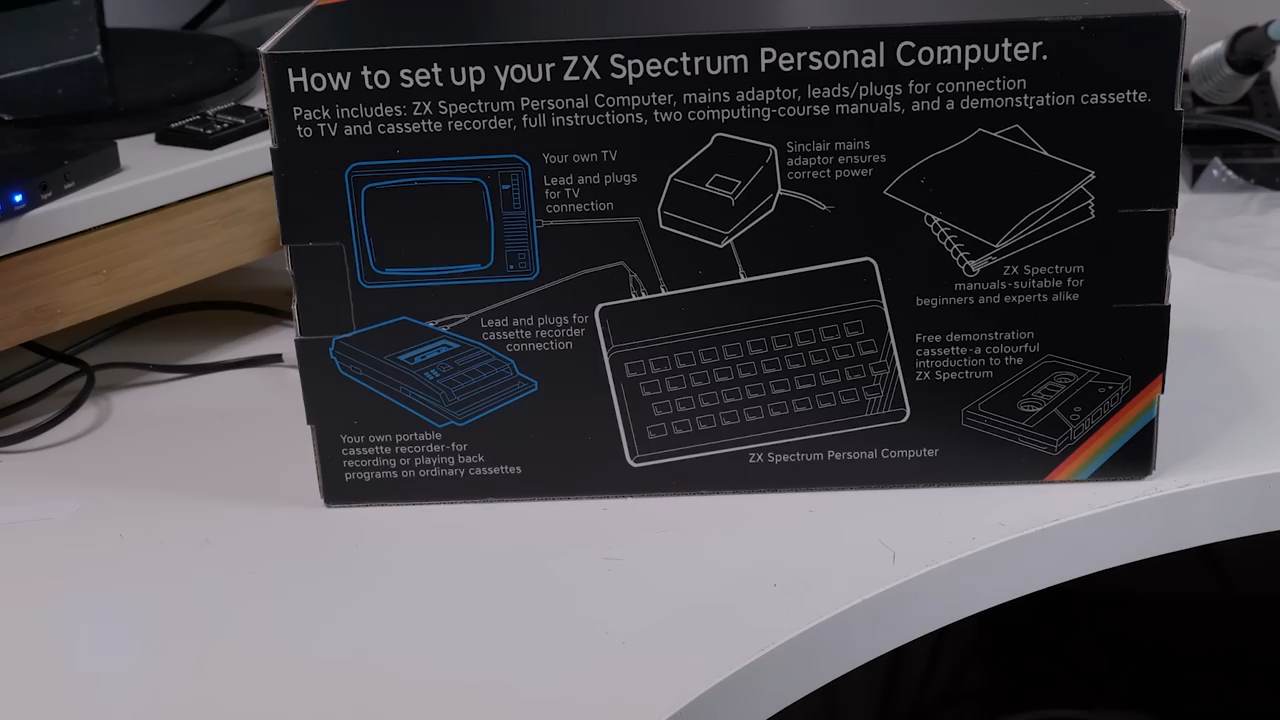 How to set up your ZX Spectrum Personal Computer.
Pack includes: ZX Spectrum Personal Computer, mains adaptor, leads/plugs for connection
to TV and cassette recorder, full instructions, two computing-course manuals, and a demonstration cassette.
Your own TV
Lead and plugs
for TV
connection
Sinclair mains
adaptor ensures
correct power
ZX Spectrum
manuals-suitable for
beginners and experts alike
Lead and plugs for
cassette recorder
connection
Free demonstration
cassette-a colourful
introduction to the
ZX Spectrum
Your own portable
cassette recorder-for
recording or playing back
programs on ordinary cassettes
ZX Spectrum Personal Computer